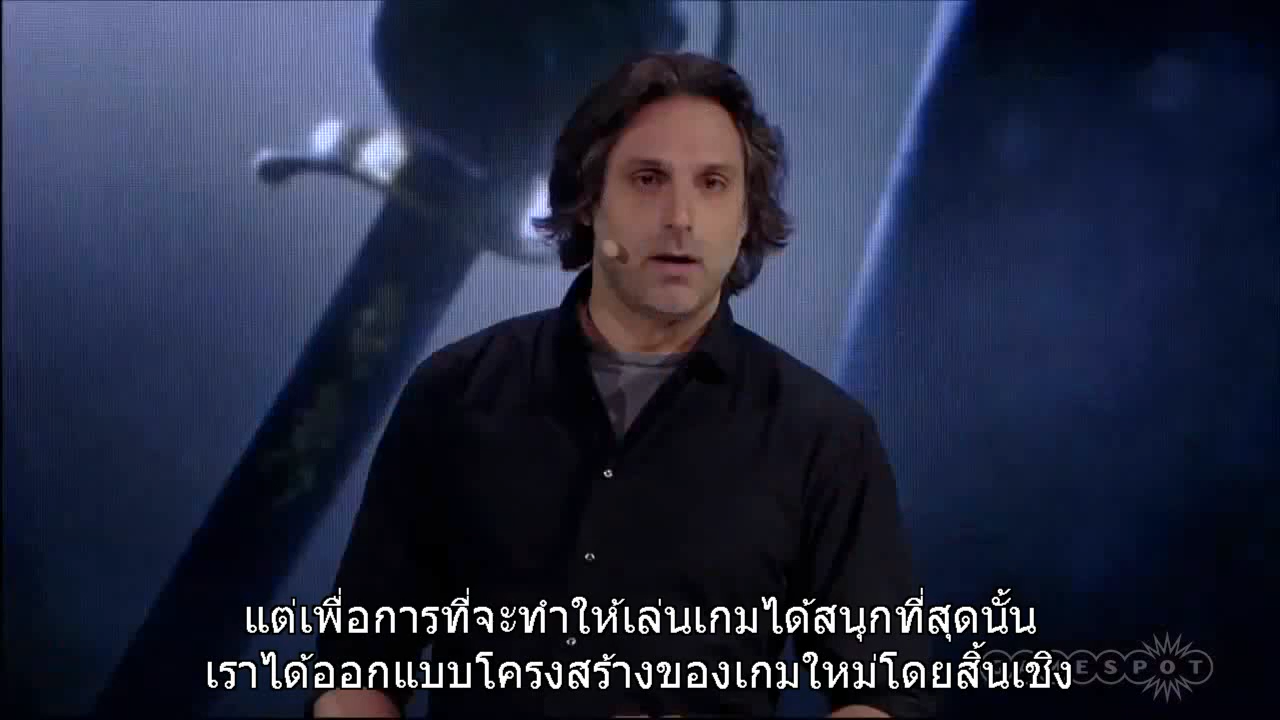 แต่เพื่อการที่จะทำให้เล่นเกมได้สนุกที่สุดนั้น
เราได้ออกแบบโครงสร้างของเกมใหม่โดยสิ้นเชิง
GAMESPOT